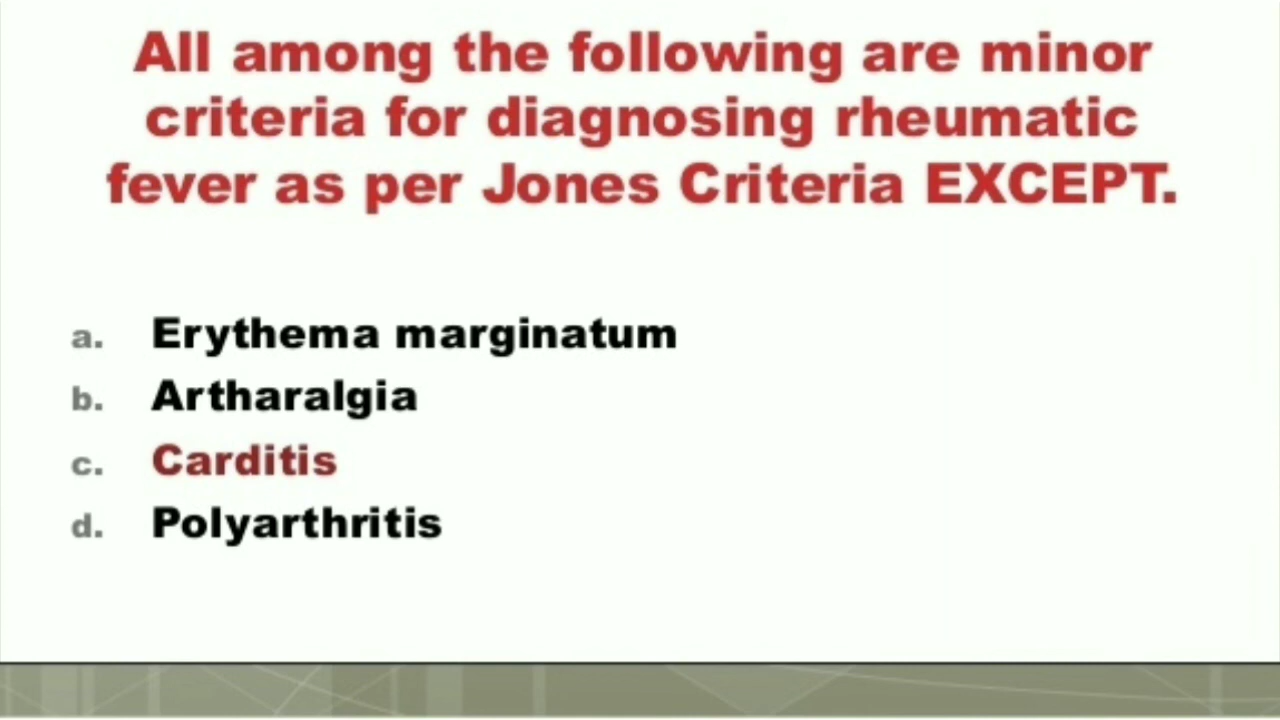 All among the following are minor
criteria for diagnosing rheumatic
fever as per Jones Criteria EXCEPT.
a. Erythema marginatum
b. Artharalgia
c. Carditis
d. Polyarthritis